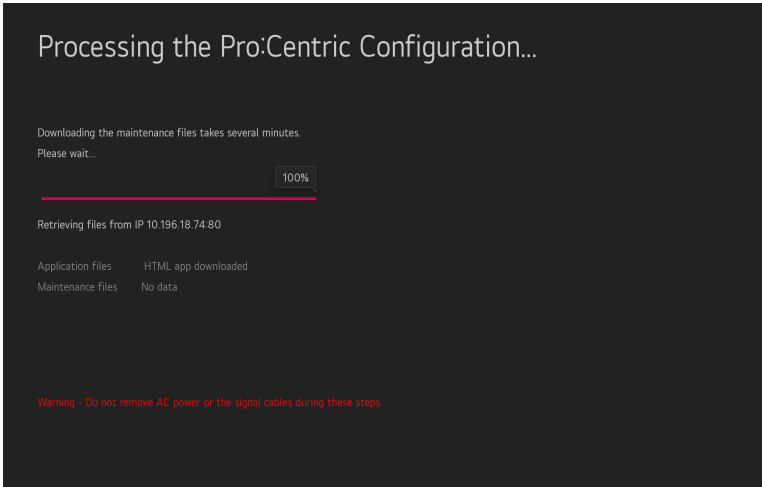 Processing the Pro:Centric Configuration...
Downloading the maintenance files takes several minutes.
Please wait...
100%
Retrieving files from IP 10.196.18.74:80
Application files HTML app downloaded
Maintenance files No data
Warning - Do not remove AC power or the signal cables during these steps.